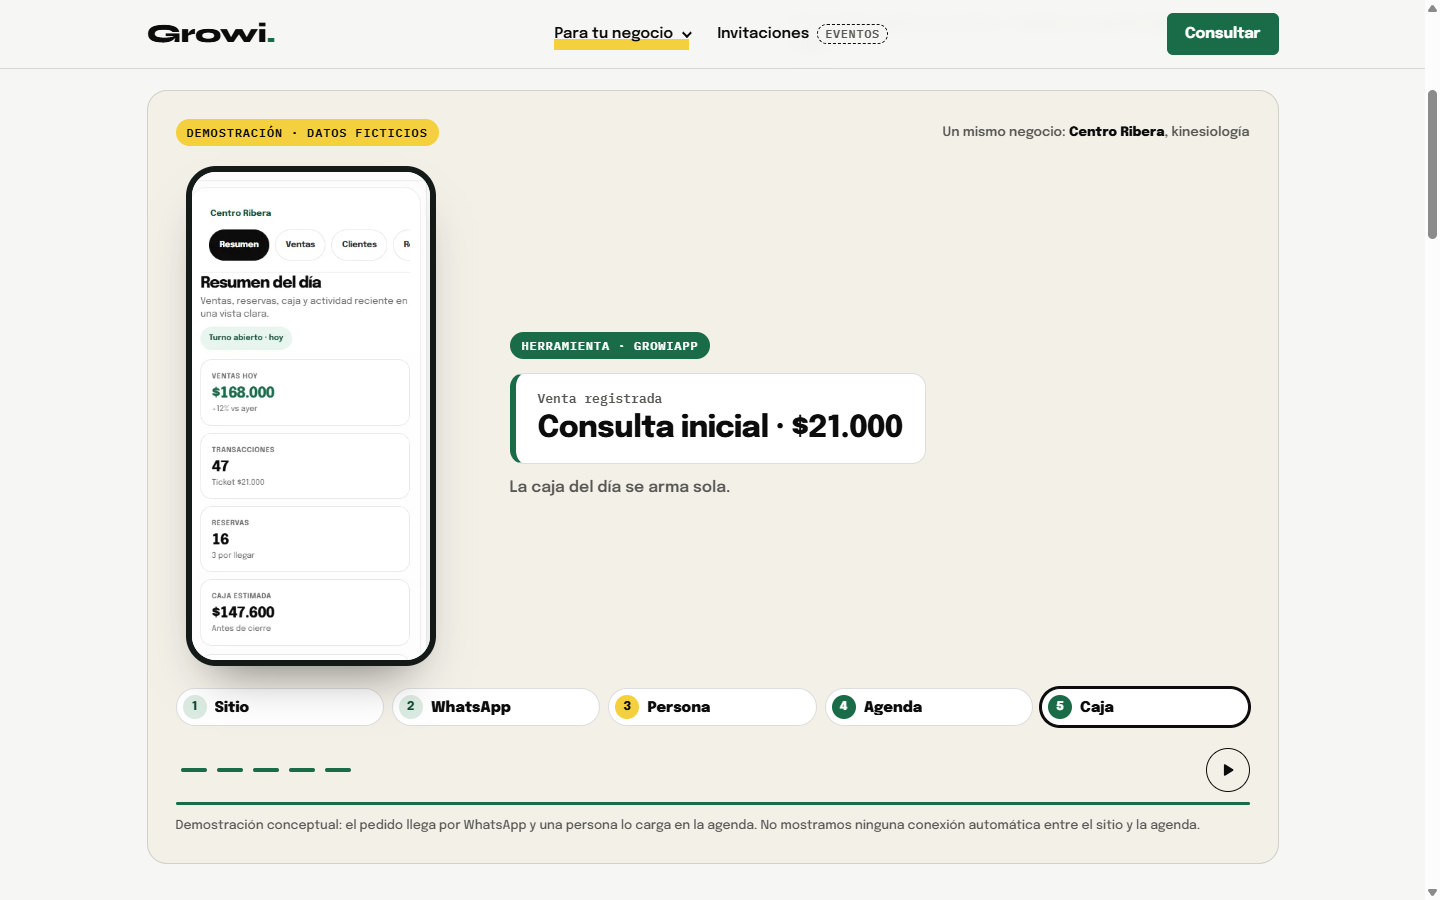 Growi.
Para tu negocio
Invitaciones EVENTOS
Consultar
DEMOSTRACIÓN · DATOS FICTICIOS
Un mismo negocio: Centro Ribera, kinesiología
Centro Ribera
Resumen Ventas Clientes
Resumen del día
Ventas, reservas, caja y actividad reciente en
una vista clara.
Turno abierto · hoy
VENTAS HOY
$168.000
+12% vs ayer
TRANSACCIONES
47
Ticket $21.000
RESERVAS
16
3 por llegar
CAJA ESTIMADA
$147.600
Antes de cierre
HERRAMIENTA · GROWIAPP
Venta registrada
Consulta inicial · $21.000
La caja del día se arma sola.
1 Sitio
2 WhatsApp
3 Persona
4 Agenda
5 Caja
Demostración conceptual: el pedido llega por WhatsApp y una persona lo carga en la agenda. No mostramos ninguna conexión automática entre el sitio y la agenda.